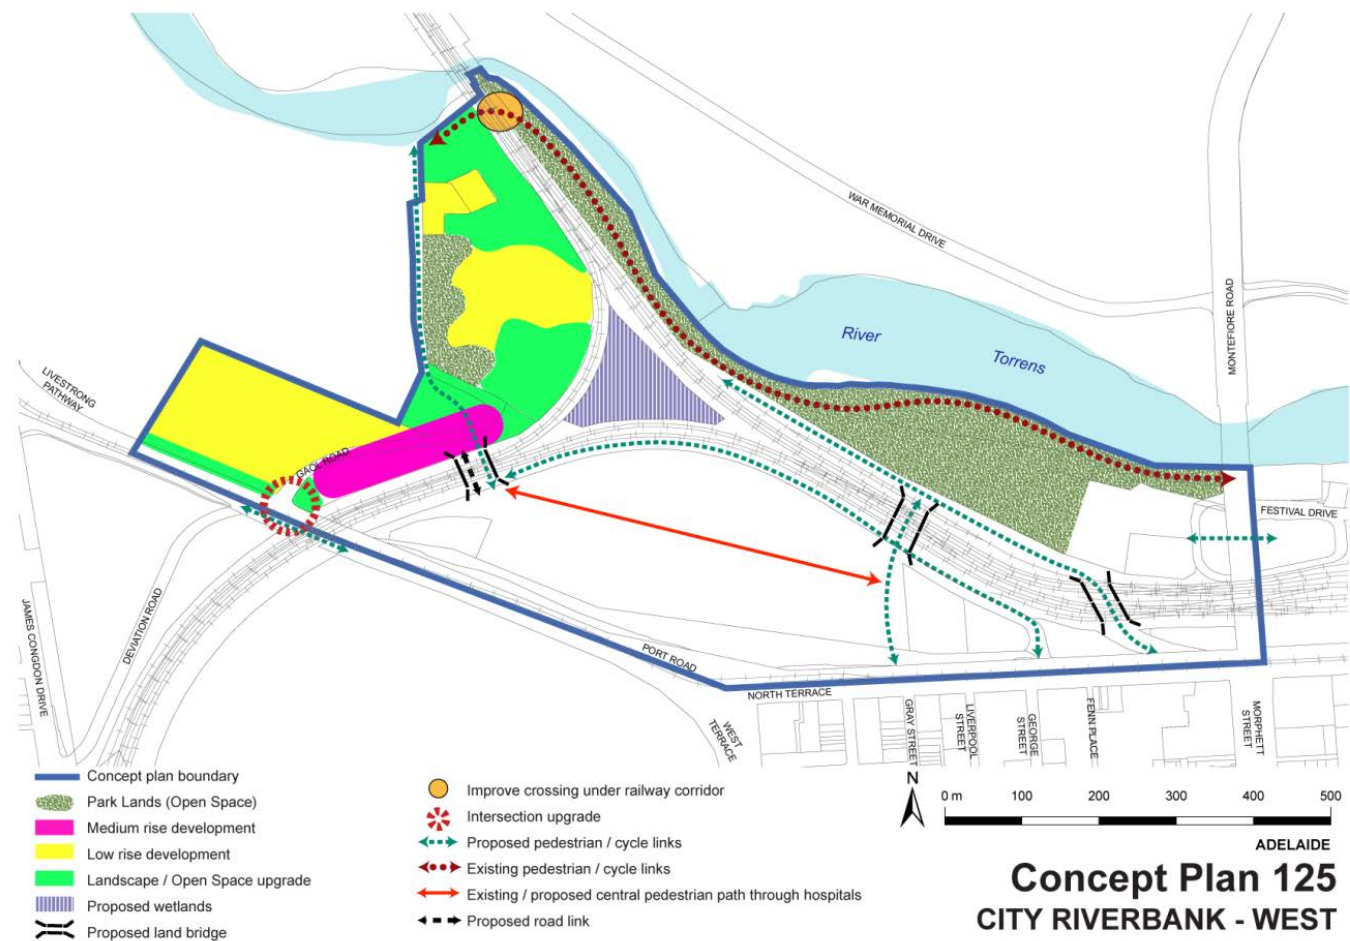 WAR MEMORIAL DRIVE
MONTEFIORE ROAD
River
Torrens
LIVESTRONG
PATHWAY
GAOL ROAD
FESTIVAL DRIVE
DEVIATION ROAD
JAMES CONGDON DRIVE
PORT ROAD
NORTH TERRACE
WEST
TERRACE
GRAY STREET
LIVERPOOL
STREET
GEORGE
STREET
FENN PLACE
MORPHETT
STREET
Concept plan boundary
Park Lands (Open Space)
Medium rise development
Low rise development
Landscape / Open Space upgrade
Proposed wetlands
Proposed land bridge
Improve crossing under railway corridor
Intersection upgrade
Proposed pedestrian / cycle links
Existing pedestrian / cycle links
Existing / proposed central pedestrian path through hospitals
Proposed road link
N
0 m 100 200 300 400 500
ADELAIDE
Concept Plan 125
CITY RIVERBANK - WEST